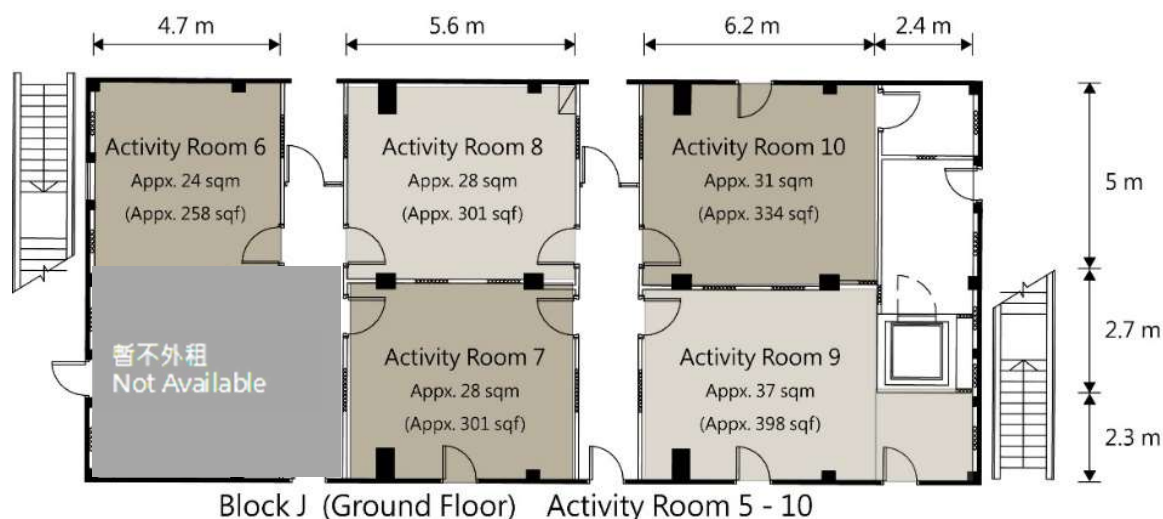 4.7 m
5.6 m
6.2 m
2.4 m
Activity Room 6
Appx. 24 sqm
(Appx. 258 sqf)
Activity Room 8
Appx. 28 sqm
(Appx. 301 sqf)
Activity Room 10
Appx. 31 sqm
(Appx. 334 sqf)
5 m
暫不外租
Not Available
Activity Room 7
Appx. 28 sqm
(Appx. 301 sqf)
Activity Room 9
Appx. 37 sqm
(Appx. 398 sqf)
2.7 m
2.3 m
Block J (Ground Floor) Activity Room 5 - 10